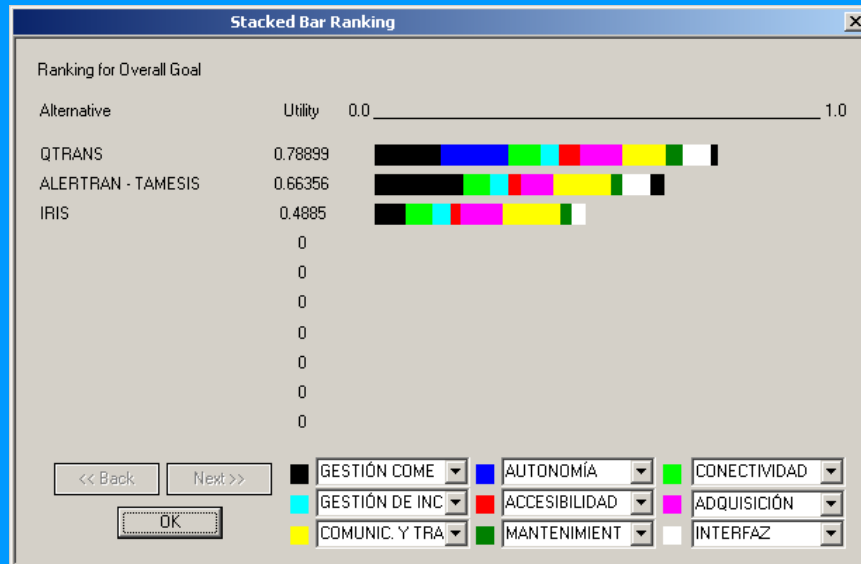 Stacked Bar Ranking
Ranking for Overall Goal
Alternative Utility 0.0 1.0
QTRANS 0.78899
ALERTRAN - TAMESIS 0.66356
IRIS 0.4885
0
0
0
0
0
0
0
<< Back Next >> GESTIÓN COME AUTONOMÍA CONECTIVIDAD
GESTIÓN DE INC ACCESIBILIDAD ADQUISICIÓN
OK COMUNIC. Y TRA MANTENIMIENT INTERFAZ